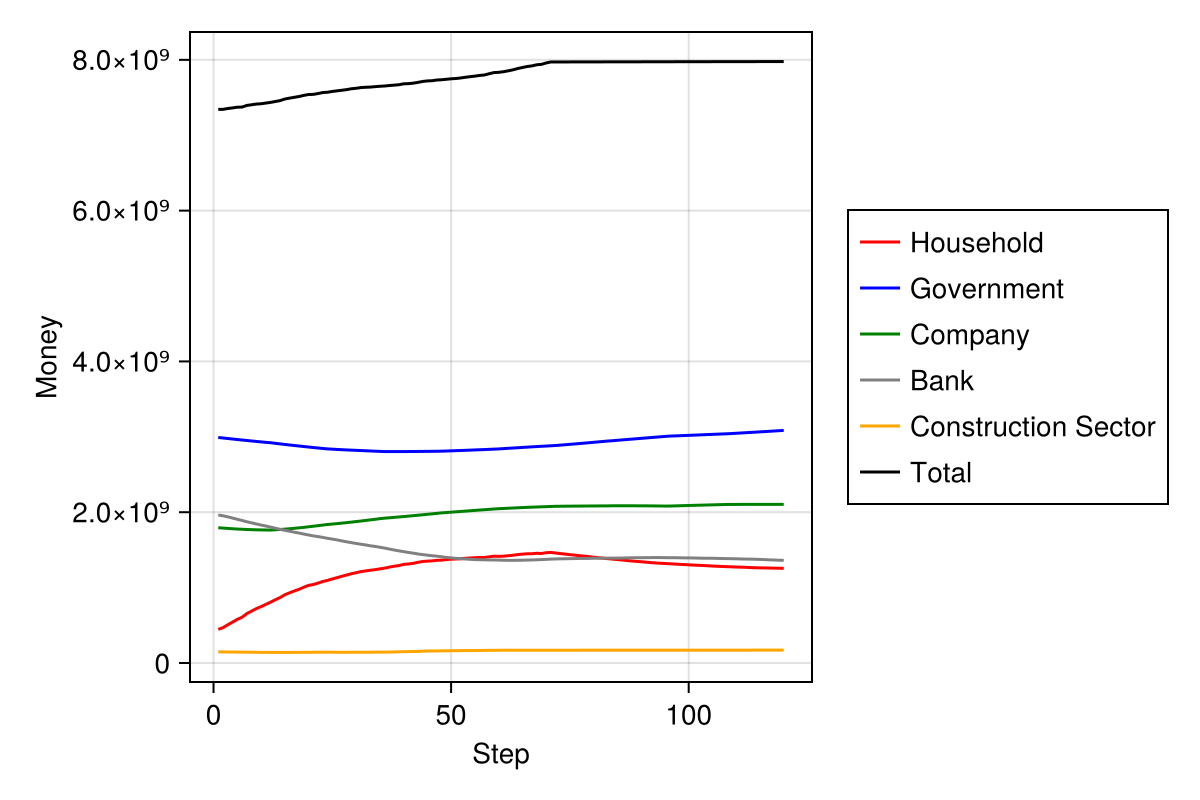 8.0×10⁹
6.0×10⁹
4.0×10⁹
2.0×10⁹
0
Money
0 50 100
Step
Household
Government
Company
Bank
Construction Sector
Total